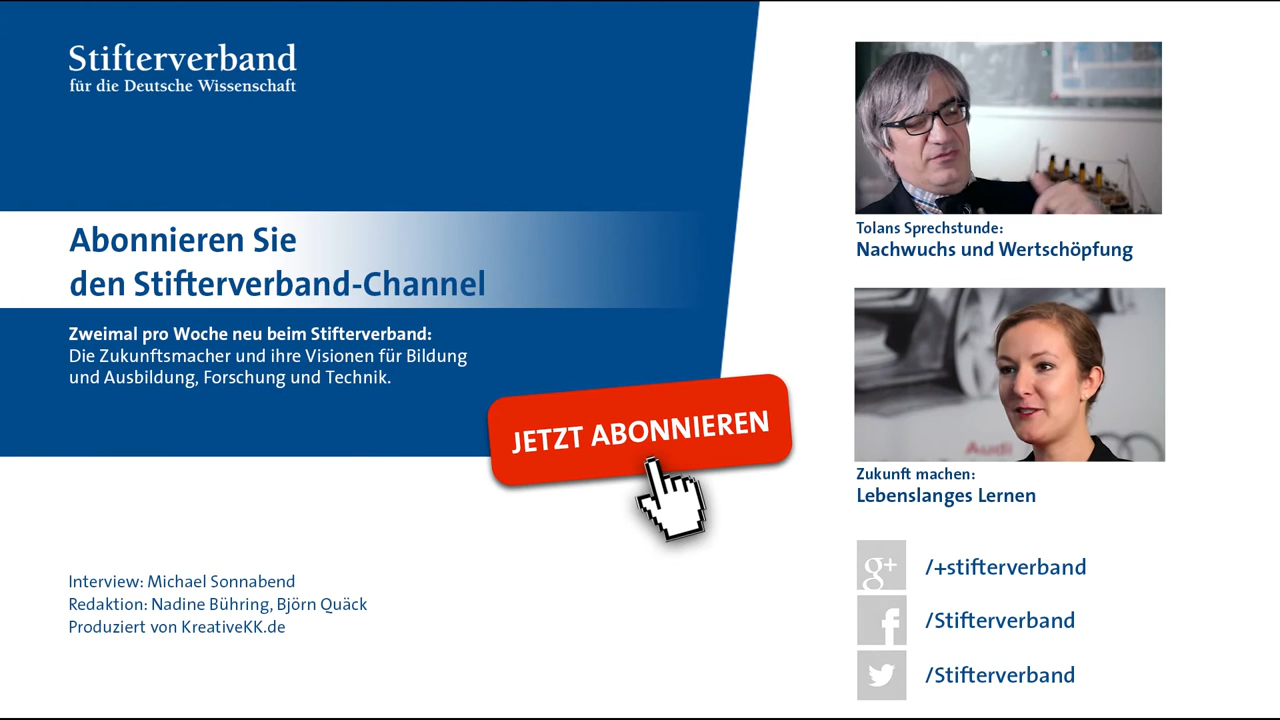 Stifterverband
für die Deutsche Wissenschaft
Abonnieren Sie
den Stifterverband-Channel
Zweimal pro Woche neu beim Stifterverband:
Die Zukunftsmacher und ihre Visionen für Bildung
und Ausbildung, Forschung und Technik.
JETZT ABONNIEREN
Interview: Michael Sonnabend
Redaktion: Nadine Bühring, Björn Quäck
Produziert von KreativeKK.de
Tolans Sprechstunde:
Nachwuchs und Wertschöpfung
Audi
Zukunft machen:
Lebenslanges Lernen
g+ /+stifterverband
f /Stifterverband
/Stifterverband